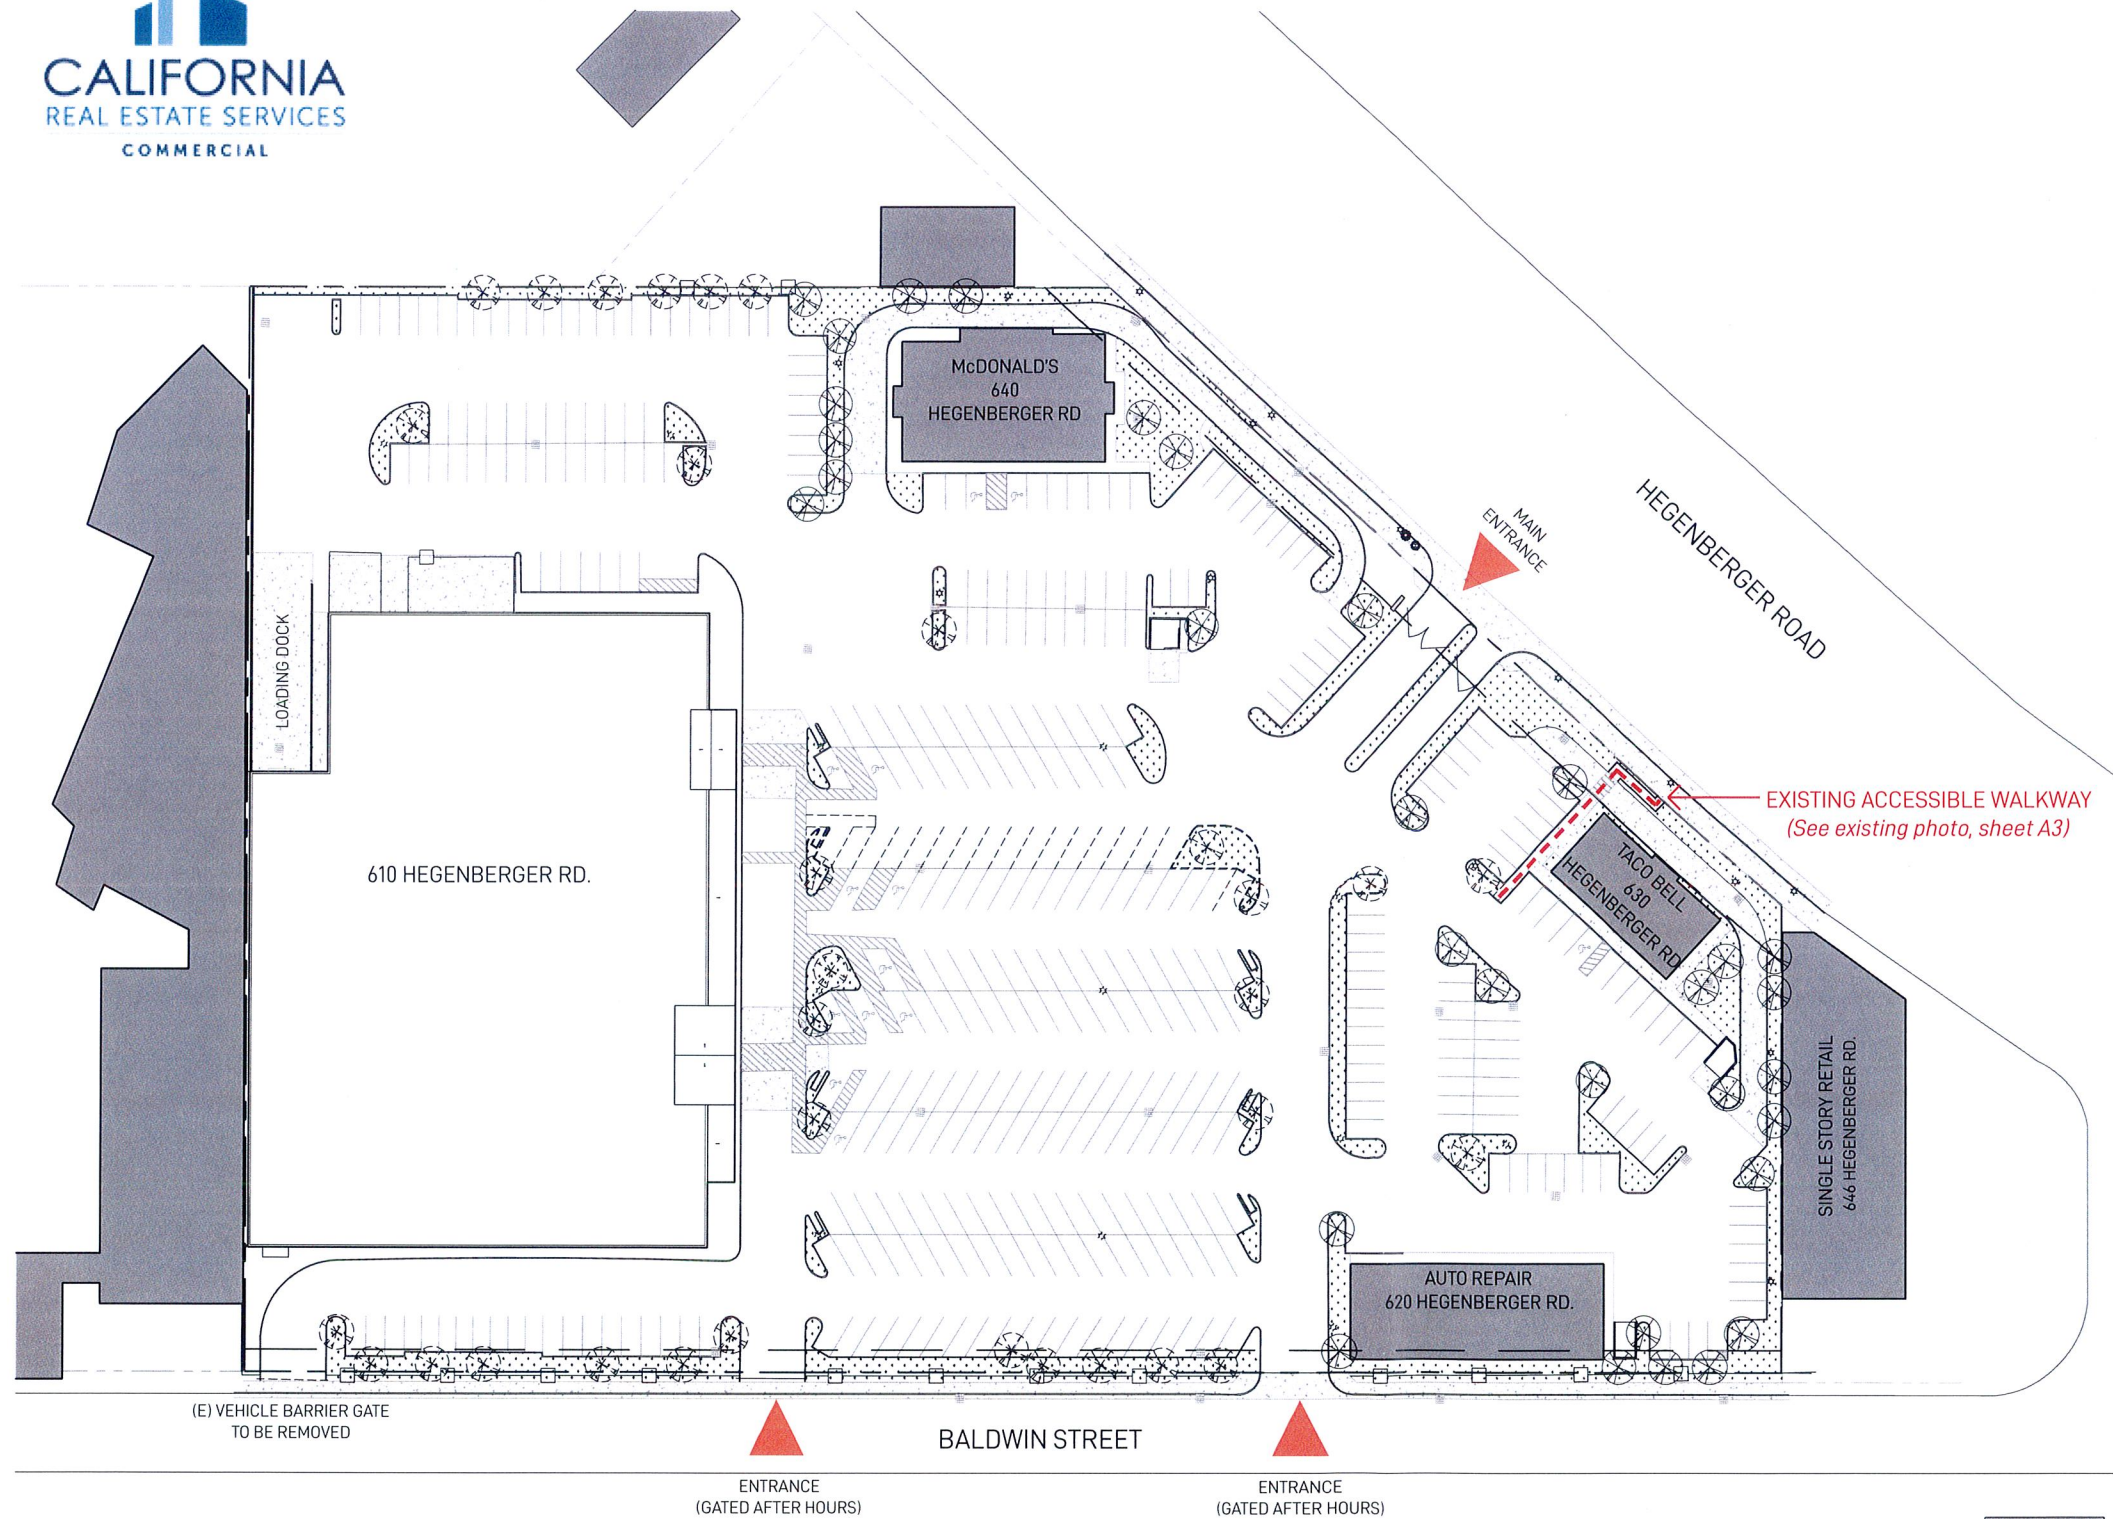 CALIFORNIA
REAL ESTATE SERVICES
COMMERCIAL
McDONALD'S
640
HEGENBERGER RD
MAIN
ENTRANCE
HEGENBERGER ROAD
LOADING DOCK
EXISTING ACCESSIBLE WALKWAY
(See existing photo, sheet A3)
TACO BELL
630
HEGENBERGER RD
610 HEGENBERGER RD.
SINGLE STORY RETAIL
646 HEGENBERGER RD.
AUTO REPAIR
620 HEGENBERGER RD.
(E) VEHICLE BARRIER GATE
TO BE REMOVED
BALDWIN STREET
ENTRANCE
(GATED AFTER HOURS)
ENTRANCE
(GATED AFTER HOURS)